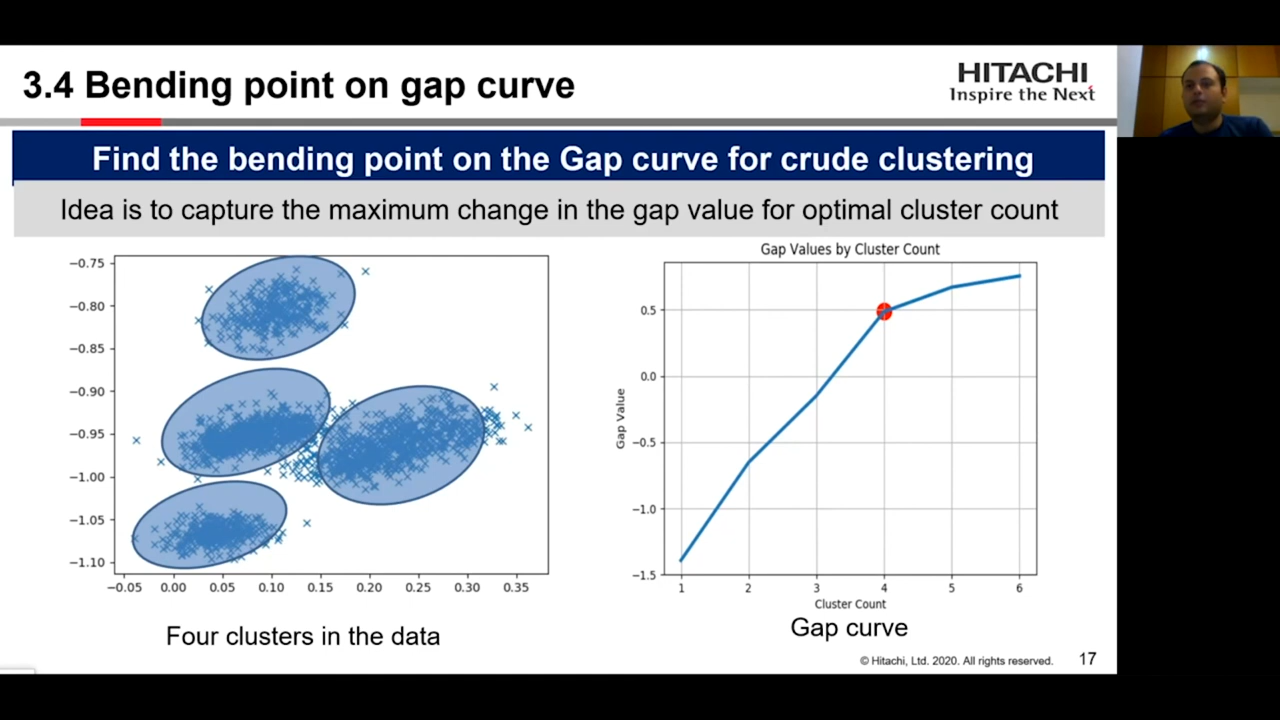 3.4 Bending point on gap curve
HITACHI
Inspire the Next
Find the bending point on the Gap curve for crude clustering
Idea is to capture the maximum change in the gap value for optimal cluster count
−0.75
−0.80
−0.85
−0.90
−0.95
−1.00
−1.05
−1.10
−0.05 0.00 0.05 0.10 0.15 0.20 0.25 0.30 0.35
Four clusters in the data
Gap Values by Cluster Count
Gap Value
0.5
0.0
−0.5
−1.0
−1.5
1 2 3 4 5 6
Cluster Count
Gap curve
© Hitachi, Ltd. 2020. All rights reserved.
17